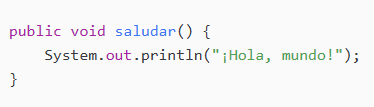 public void saludar() {
    System.out.println("¡Hola, mundo!");
}